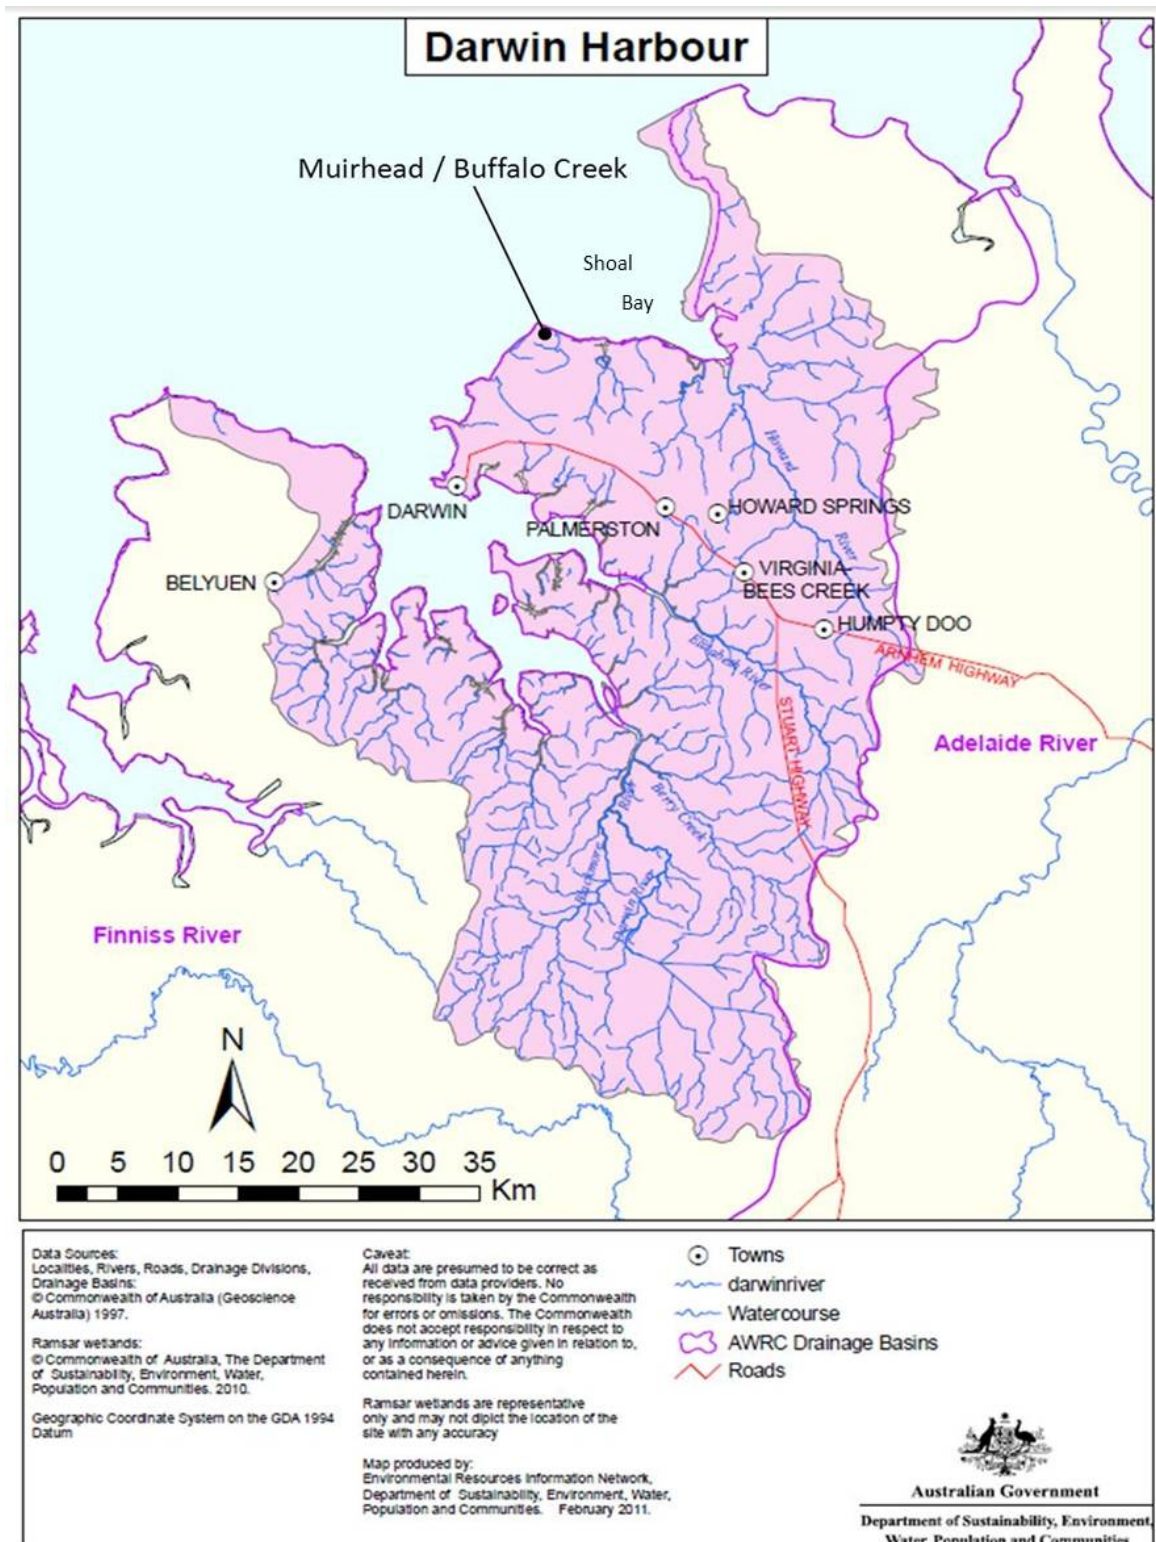 Darwin Harbour
Muirhead / Buffalo Creek
Shoal
Bay
Howard
DARWIN
HOWARD SPRINGS
PALMERSTON
River
BELYUEN
VIRGINIA-
BEES CREEK
HUMPTY DOO
Elizabeth River
ARNHEM HIGHWAY
STUART HIGHWAY
Adelaide River
River
Berry Creek
Blackmore
Darwin River
Finniss River
N
0 5 10 15 20 25 30 35
Km
Data Sources:
Localities, Rivers, Roads, Drainage Divisions,
Drainage Basins:
© Commonwealth of Australia (Geoscience
Australia) 1997.
Ramsar wetlands:
© Commonwealth of Australia, The Department
of Sustainability, Environment, Water,
Population and Communities. 2010.
Geographic Coordinate System on the GDA 1994
Datum
Caveat:
All data are presumed to be correct as
received from data providers. No
responsibility is taken by the Commonwealth
for errors or omissions. The Commonwealth
does not accept responsibility in respect to
any information or advice given in relation to,
or as a consequence of anything
contained herein.
Ramsar wetlands are representative
only and may not dipict the location of the
site with any accuracy
Map produced by:
Environmental Resources Information Network,
Department of Sustainability, Environment, Water,
Population and Communities. February 2011.
Towns
darwinriver
Watercourse
AWRC Drainage Basins
Roads
Australian Government
Department of Sustainability, Environment,
Water, Population and Communities